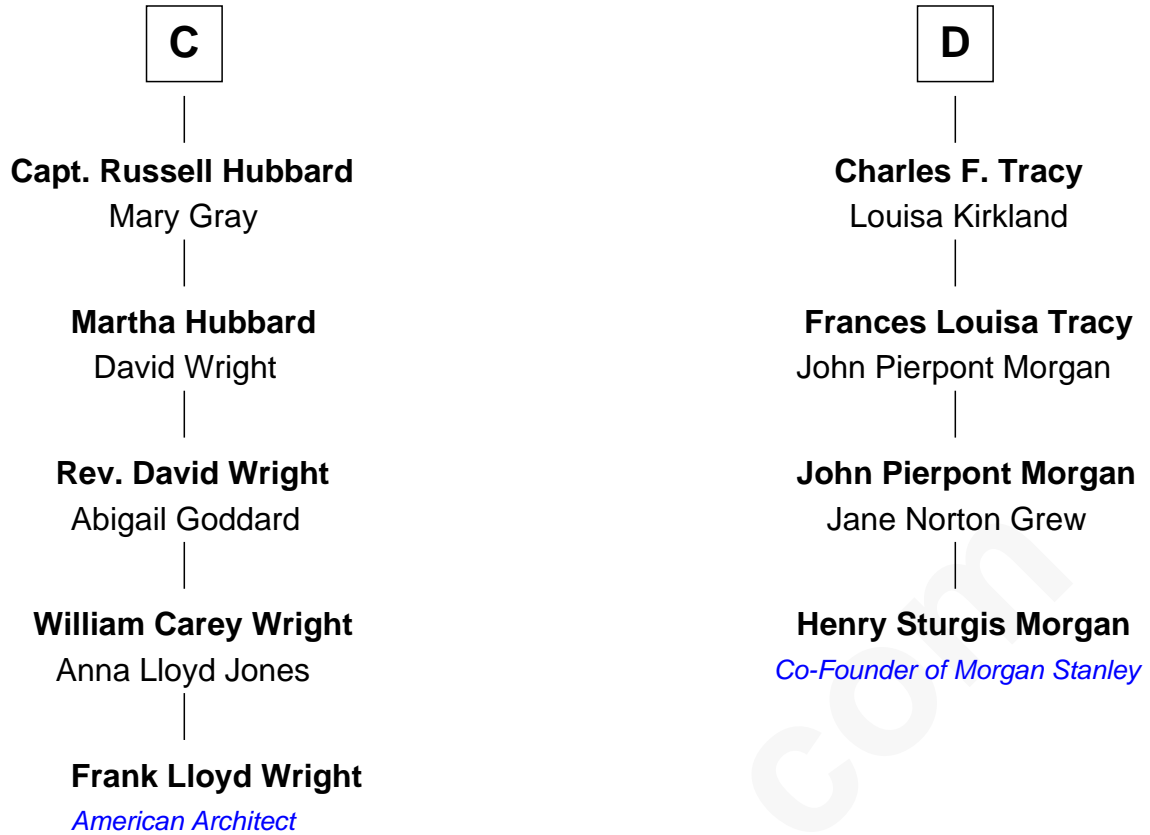 C
Capt. Russell Hubbard
Mary Gray
Martha Hubbard
David Wright
Rev. David Wright
Abigail Goddard
William Carey Wright
Anna Lloyd Jones
Frank Lloyd Wright
American Architect
D
Charles F. Tracy
Louisa Kirkland
Frances Louisa Tracy
John Pierpont Morgan
John Pierpont Morgan
Jane Norton Grew
Henry Sturgis Morgan
Co-Founder of Morgan Stanley
com